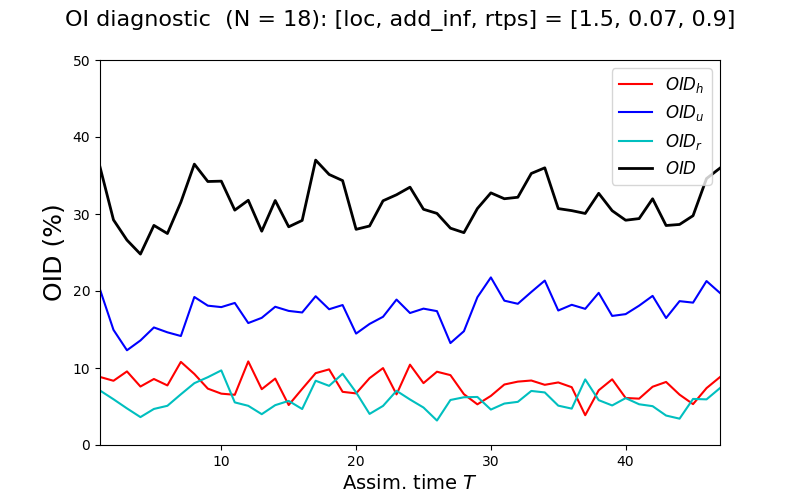 OI diagnostic (N = 18): [loc, add_inf, rtps] = [1.5, 0.07, 0.9]
50
40
30
20
10
0
OID (%)
OID_h
OID_u
OID_r
OID
10
20
30
40
Assim. time T